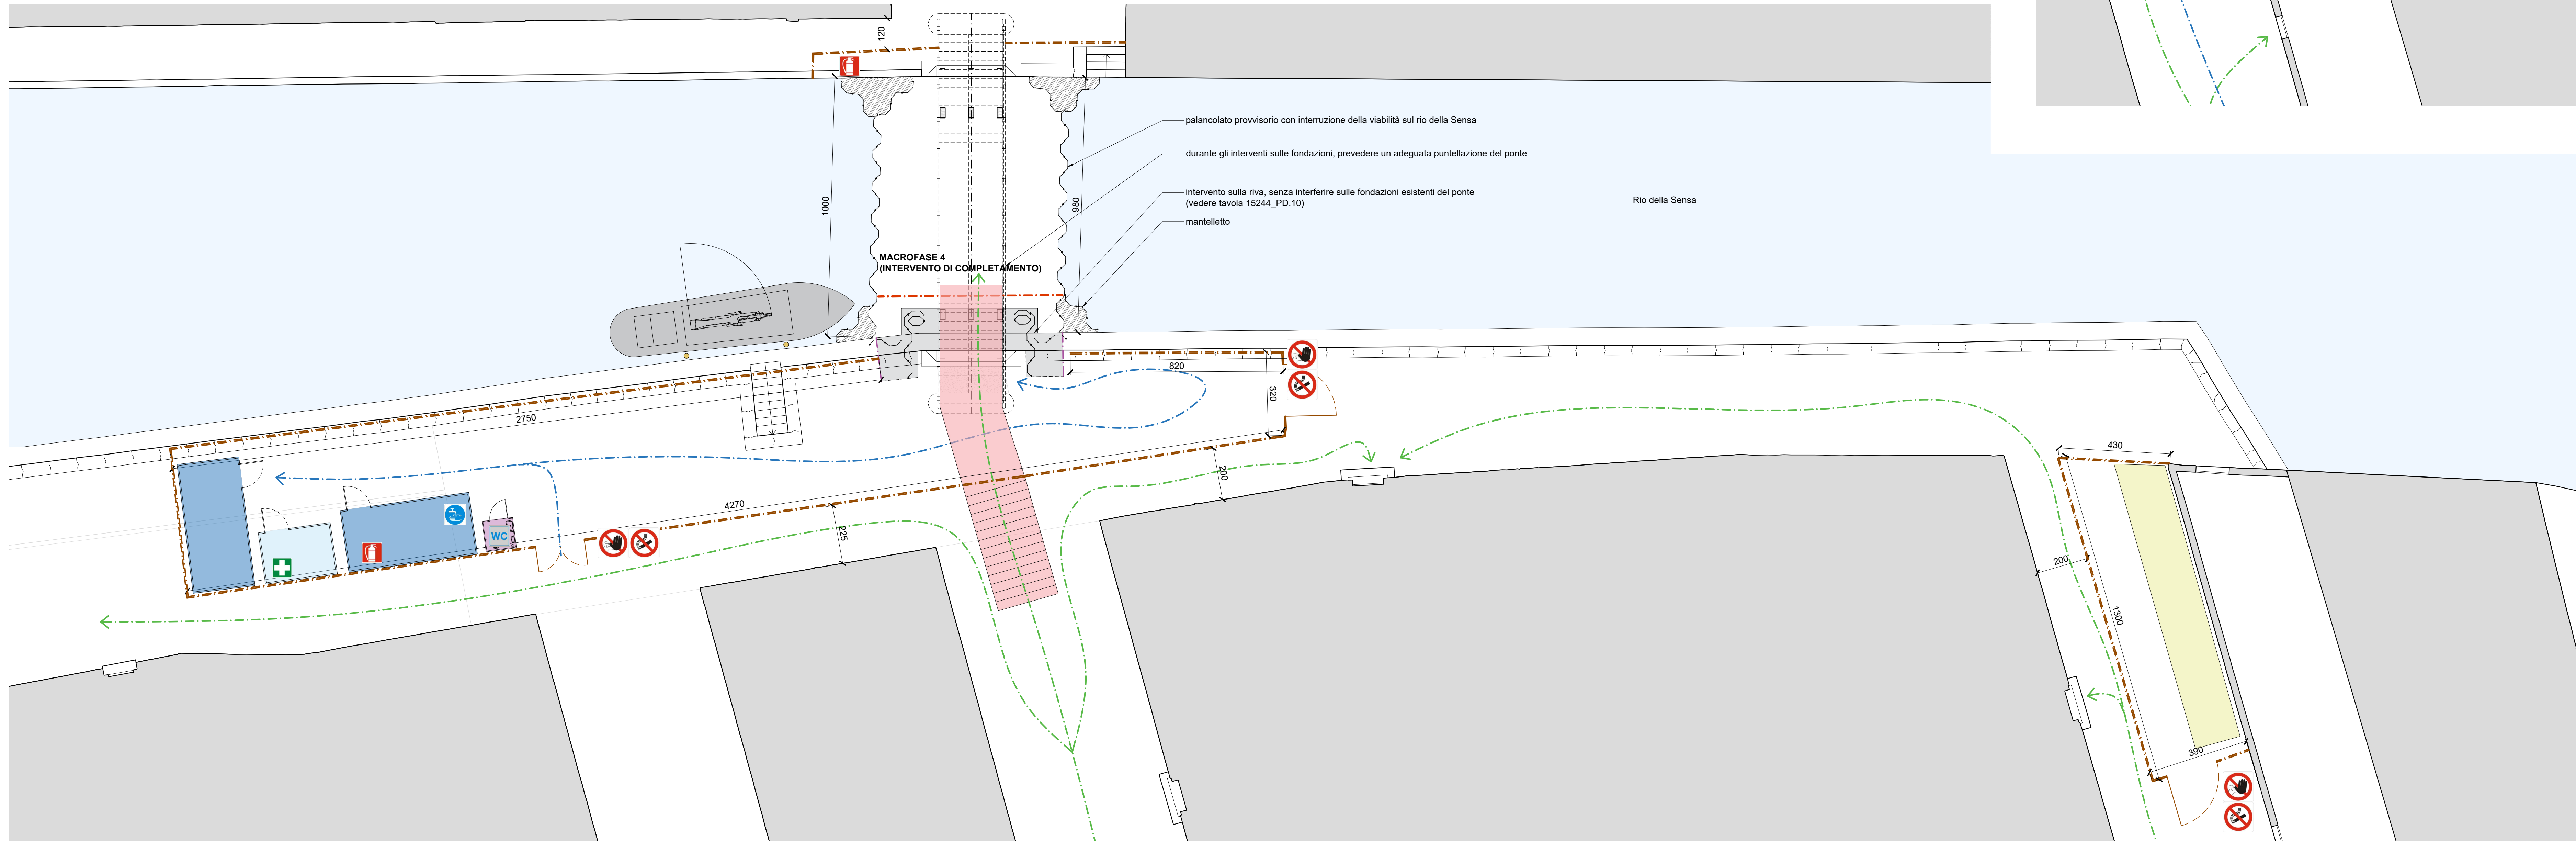 120
palancolato provvisorio con interruzione della viabilità sul rio della Sensa
durante gli interventi sulle fondazioni, prevedere un adeguata puntellazione del ponte
intervento sulla riva, senza interferire sulle fondazioni esistenti del ponte
(vedere tavola 15244_PD.10)
mantelletto
Rio della Sensa
1000
980
MACROFASE 4
(INTERVENTO DI COMPLETAMENTO)
820
320
2750
430
200
4270
225
WC
200
1300
390